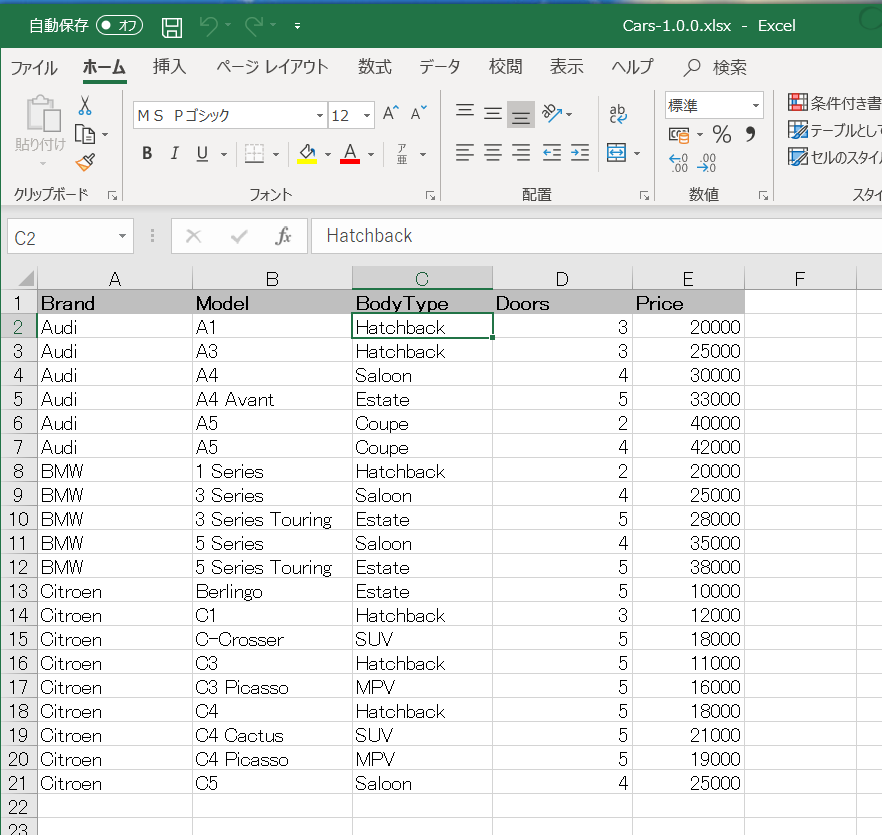 自動保存 オフ Cars-1.0.0.xlsx - Excel
ファイル ホーム 挿入 ページ レイアウト 数式 データ 校閲 表示 ヘルプ 検索
貼り付け ＭＳ Ｐゴシック 12 A A ab c 標準 条件付き書
B I U A ア 亜 % テーブルとして
.00 .00 セルのスタイル
クリップボード フォント 配置 数値 スタイ
C2 fx Hatchback
A B C D E F
1 Brand Model BodyType Doors Price
2 Audi A1 Hatchback 3 20000
3 Audi A3 Hatchback 3 25000
4 Audi A4 Saloon 4 30000
5 Audi A4 Avant Estate 5 33000
6 Audi A5 Coupe 2 40000
7 Audi A5 Coupe 4 42000
8 BMW 1 Series Hatchback 2 20000
9 BMW 3 Series Saloon 4 25000
10 BMW 3 Series Touring Estate 5 28000
11 BMW 5 Series Saloon 4 35000
12 BMW 5 Series Touring Estate 5 38000
13 Citroen Berlingo Estate 5 10000
14 Citroen C1 Hatchback 3 12000
15 Citroen C-Crosser SUV 5 18000
16 Citroen C3 Hatchback 5 11000
17 Citroen C3 Picasso MPV 5 16000
18 Citroen C4 Hatchback 5 18000
19 Citroen C4 Cactus SUV 5 21000
20 Citroen C4 Picasso MPV 5 19000
21 Citroen C5 Saloon 4 25000
22
23